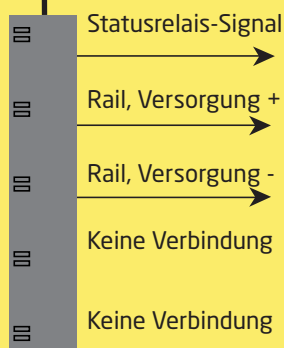 Statusrelais-Signal
Rail, Versorgung +
Rail, Versorgung -
Keine Verbindung
Keine Verbindung